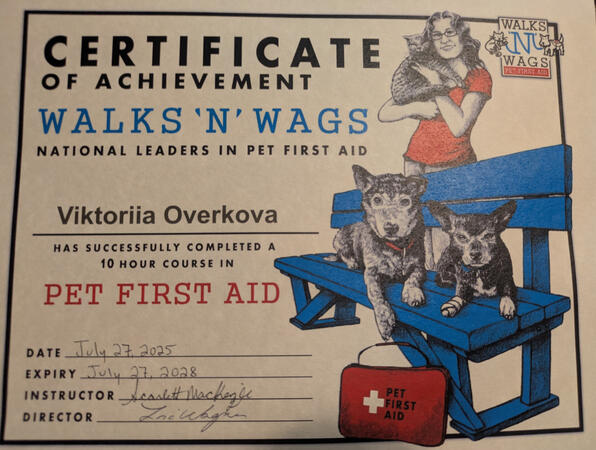 CERTIFICATE
OF ACHIEVEMENT
WALKS 'N' WAGS
NATIONAL LEADERS IN PET FIRST AID
WALKS
'N'
WAGS
PET FIRST AID
Viktoriia Overkova
HAS SUCCESSFULLY COMPLETED A
10 HOUR COURSE IN
PET FIRST AID
DATE July 27, 2025
EXPIRY July 27, 2028
INSTRUCTOR Scarlett MacKenzie
DIRECTOR
PET
FIRST
AID